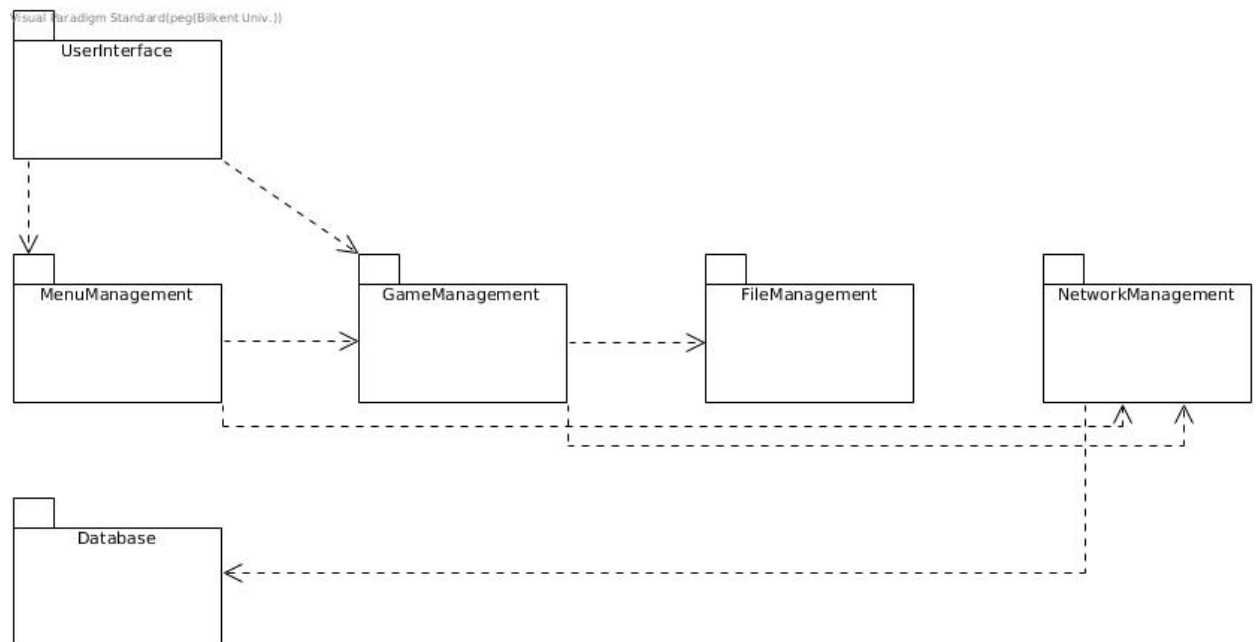 Visual Paradigm Standard(peg(Bilkent Univ.))
UserInterface
MenuManagement
GameManagement
FileManagement
NetworkManagement
Database